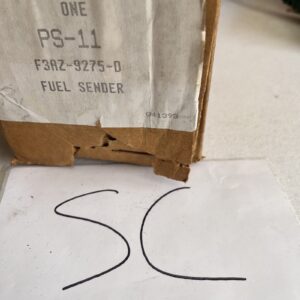 ONE
PS-11
F3AZ-9275-D
FUEL SENDER
SC